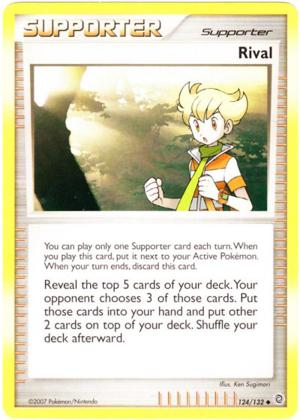 SUPPORTER
Supporter
Rival
You can play only one Supporter card each turn. When
you play this card, put it next to your Active Pokémon.
When your turn ends, discard this card.
Reveal the top 5 cards of your deck. Your
opponent chooses 3 of those cards. Put
those cards into your hand and put other
2 cards on top of your deck. Shuffle your
deck afterward.
Illus. Ken Sugimori
©2007 Pokémon/Nintendo
124/132